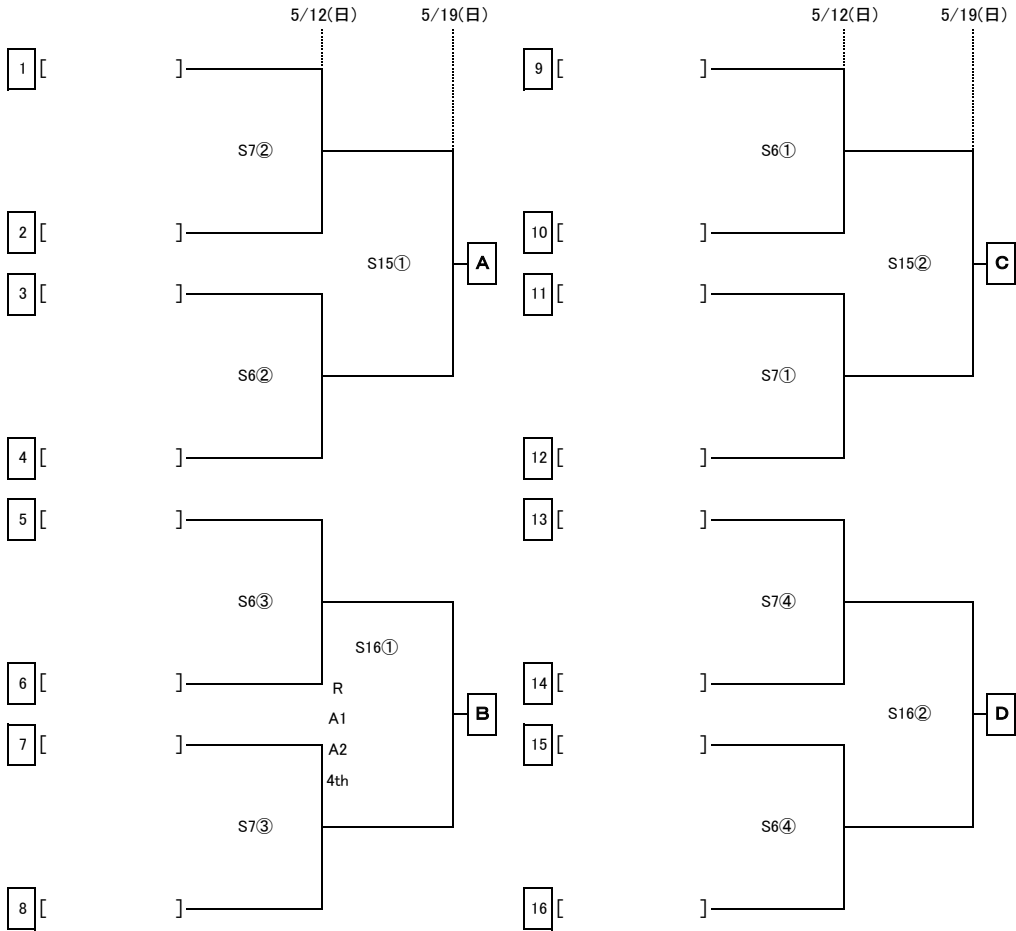 5/12(日) 5/19(日) 5/12(日) 5/19(日)
1 [ ] 9 [ ]
S7② S6①
2 [ ] 10 [ ]
S15① A S15② C
3 [ ] 11 [ ]
S6② S7①
4 [ ] 12 [ ]
5 [ ] 13 [ ]
S6③ S7④
S16①
6 [ ] 14 [ ]
R
A1 B S16② D
7 [ ] 15 [ ]
A2
4th
S7③ S6④
8 [ ] 16 [ ]